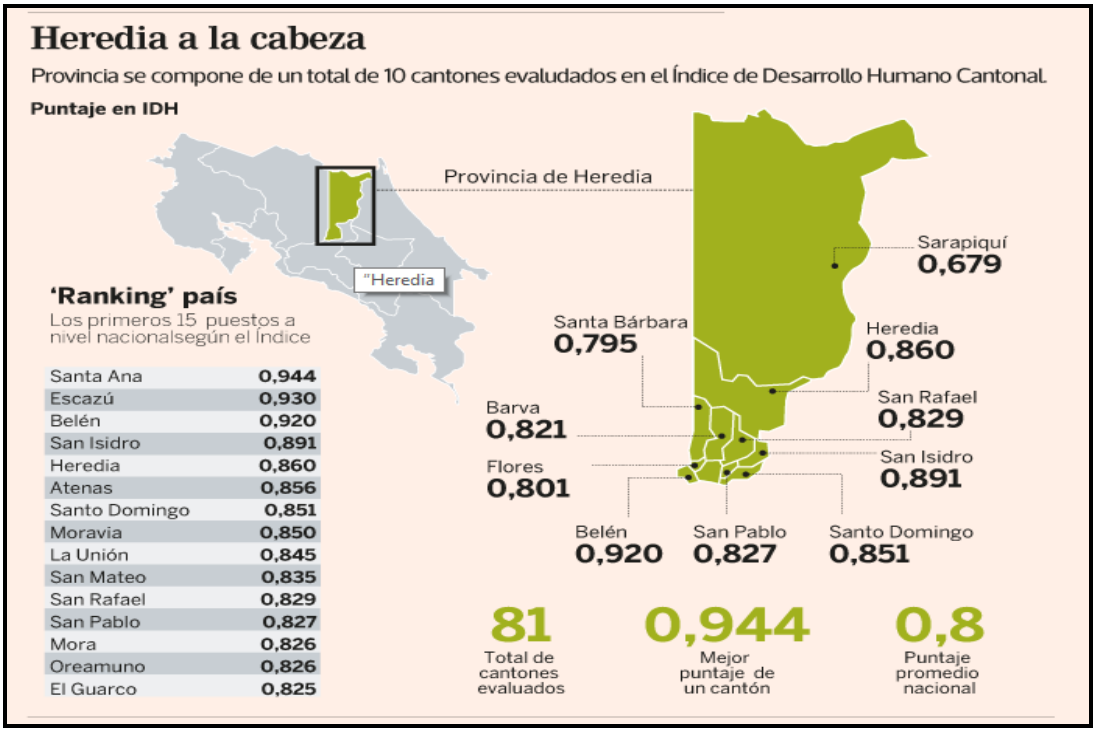 Heredia a la cabeza
Provincia se compone de un total de 10 cantones evaludados en el Índice de Desarrollo Humano Cantonal.
Puntaje en IDH
Provincia de Heredia
"Heredia
Sarapiquí
0,679
Santa Bárbara
0,795
Heredia
0,860
Barva
0,821
San Rafael
0,829
Flores
0,801
San Isidro
0,891
Belén
0,920
San Pablo
0,827
Santo Domingo
0,851
‘Ranking’ país
Los primeros 15 puestos a
nivel nacionalsegún el Índice
Santa Ana 0,944
Escazú 0,930
Belén 0,920
San Isidro 0,891
Heredia 0,860
Atenas 0,856
Santo Domingo 0,851
Moravia 0,850
La Unión 0,845
San Mateo 0,835
San Rafael 0,829
San Pablo 0,827
Mora 0,826
Oreamuno 0,826
El Guarco 0,825
81
Total de
cantones
evaluados
0,944
Mejor
puntaje de
un cantón
0,8
Puntaje
promedio
nacional